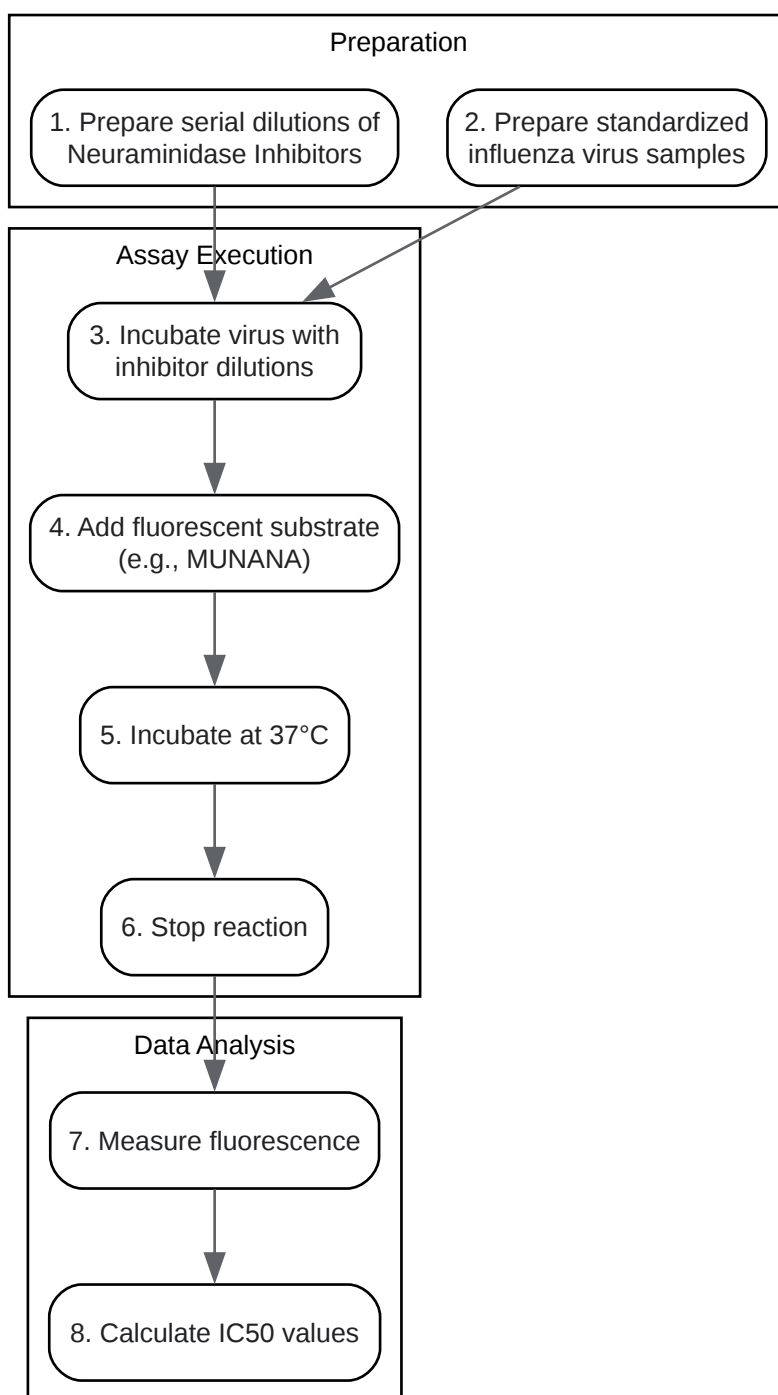 Preparation
1. Prepare serial dilutions of
Neuraminidase Inhibitors
2. Prepare standardized
influenza virus samples
Assay Execution
3. Incubate virus with
inhibitor dilutions
4. Add fluorescent substrate
(e.g., MUNANA)
5. Incubate at 37°C
6. Stop reaction
Data Analysis
7. Measure fluorescence
8. Calculate IC50 values